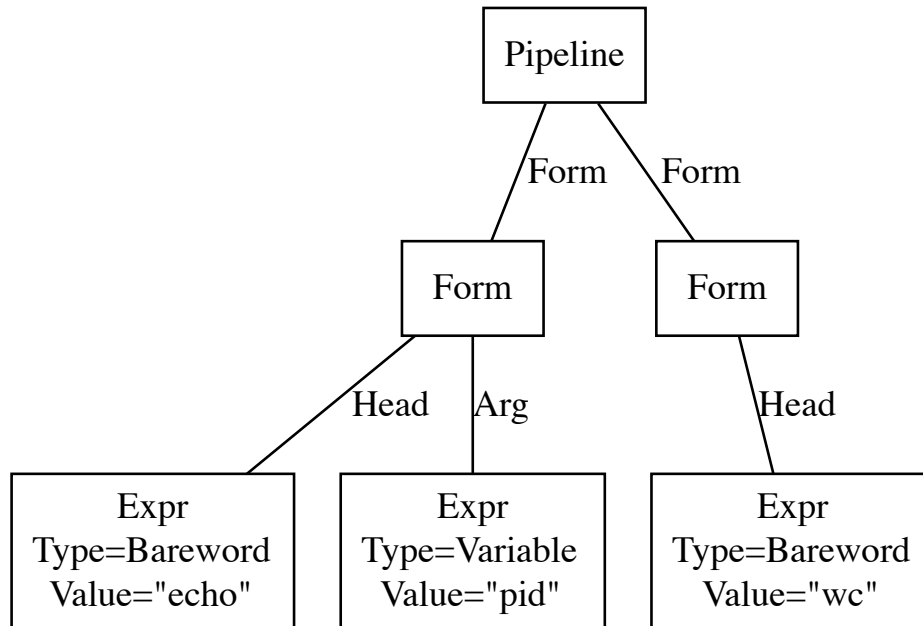 Pipeline
Form
Form
Form
Form
Head
Arg
Head
Expr
Type=Bareword
Value="echo"
Expr
Type=Variable
Value="pid"
Expr
Type=Bareword
Value="wc"